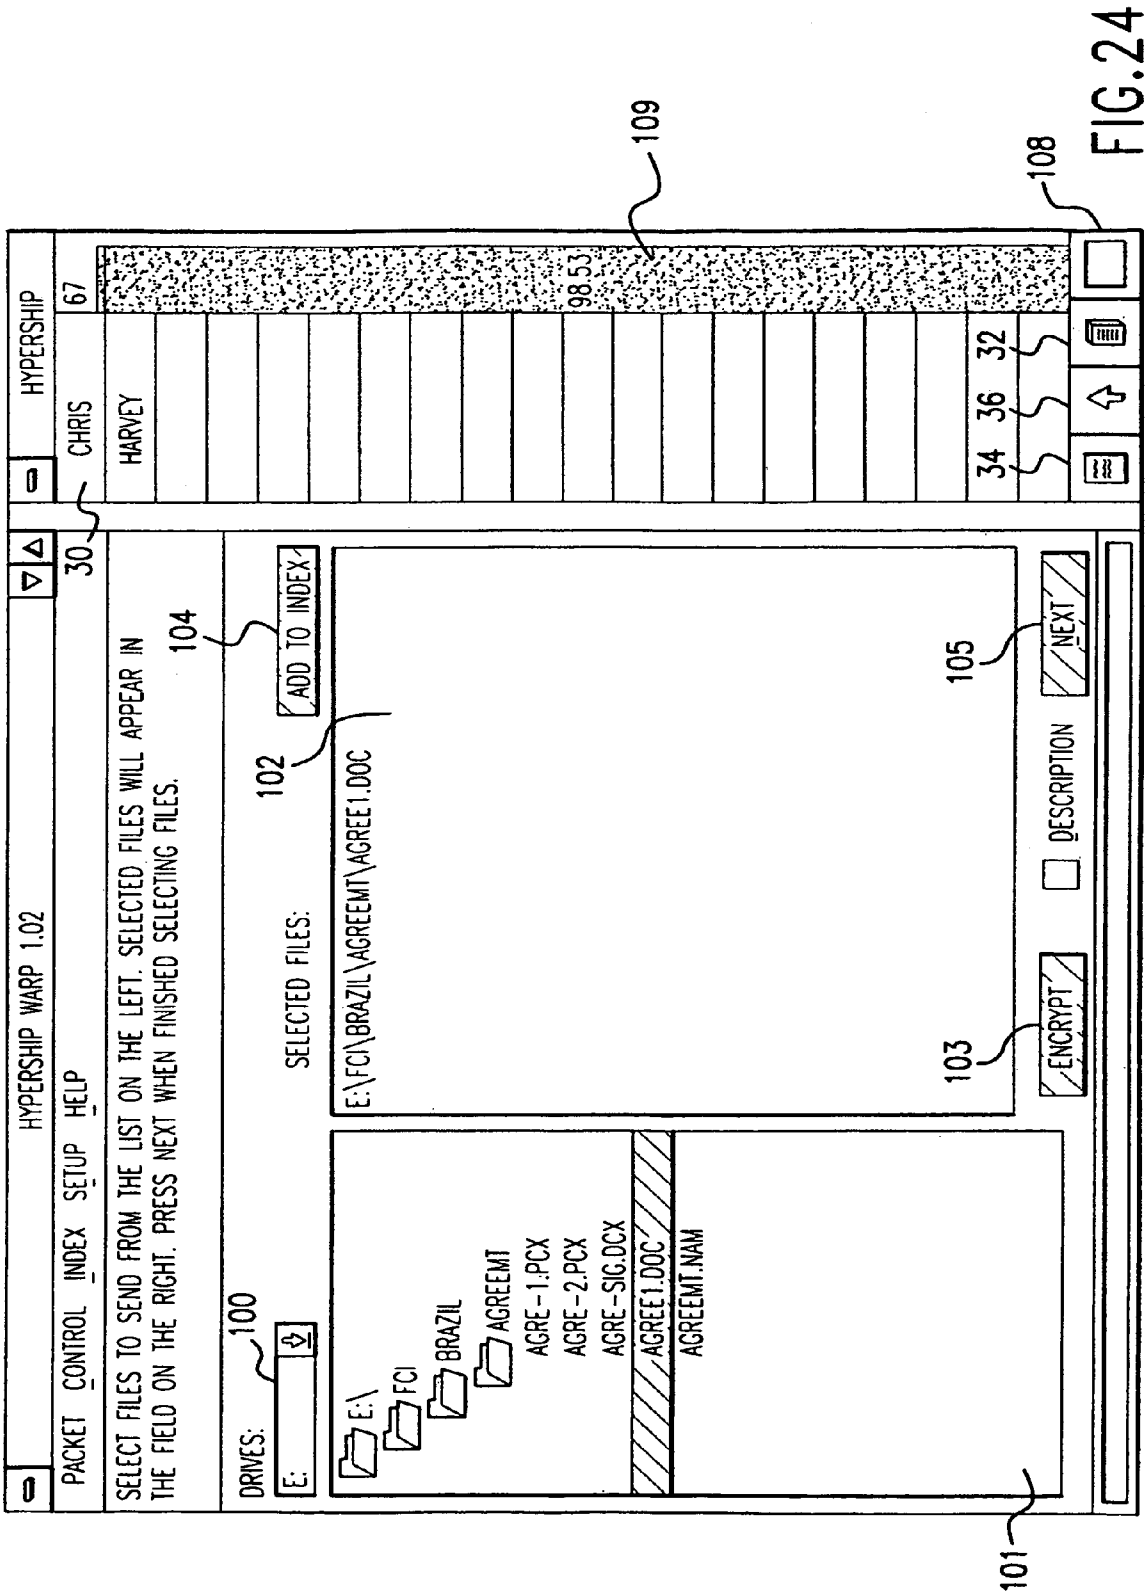 HYPERSHIP WARP 1.02
PACKET CONTROL INDEX SETUP HELP
SELECT FILES TO SEND FROM THE LIST ON THE LEFT. SELECTED FILES WILL APPEAR IN
THE FIELD ON THE RIGHT. PRESS NEXT WHEN FINISHED SELECTING FILES.
DRIVES:
100
E:
SELECTED FILES:
102
104
ADD TO INDEX
E:\
FCI
BRAZIL
AGREEMT
AGRE-1.PCX
AGRE-2.PCX
AGRE-SIG.DCX
AGREE1.DOC
AGREEMT.NAM
101
E:\FCI\BRAZIL\AGREEMT\AGREE1.DOC
103
ENCRYPT
DESCRIPTION
105
NEXT
HYPERSHIP
30
CHRIS
67
HARVEY
98.53
109
34
36
32
108
FIG.24